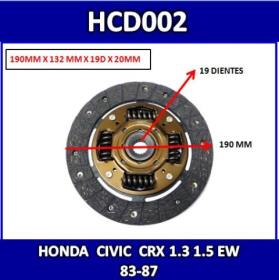 HCD002
190MM X 132 MM X 19D X 20MM
19 DIENTES
190 MM
HONDA CIVIC CRX 1.3 1.5 EW
83-87